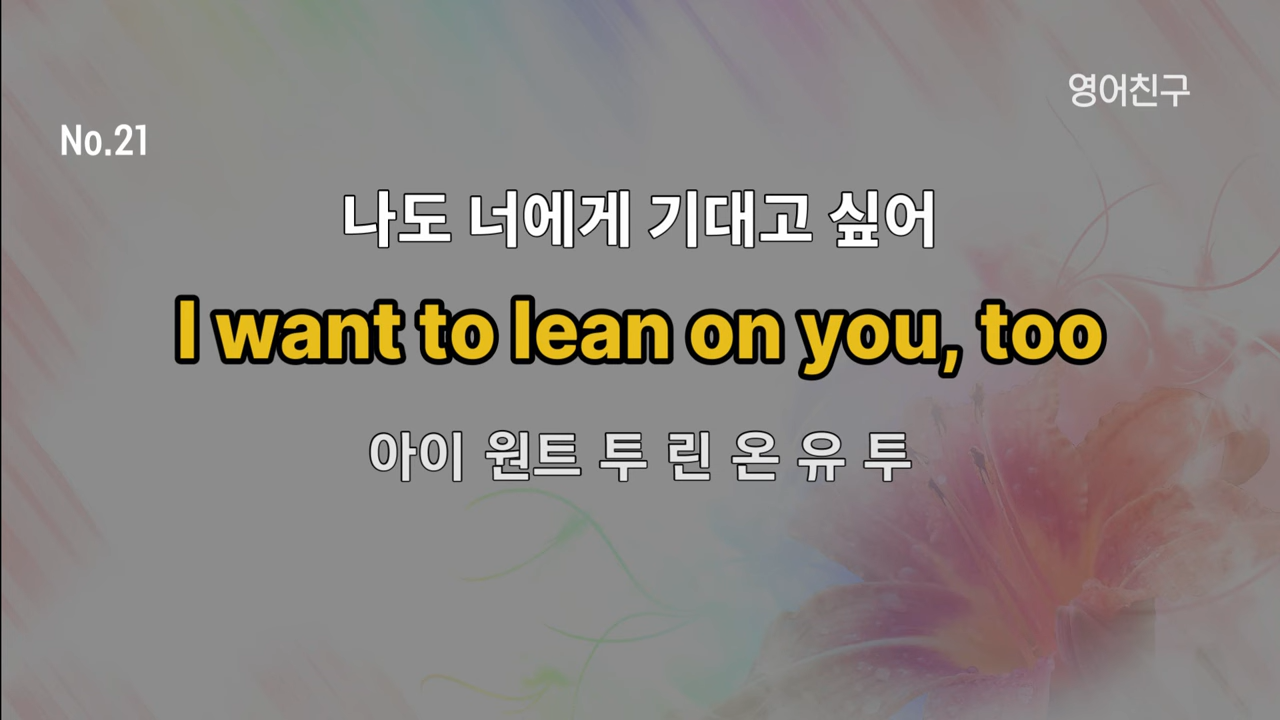 영어친구
No.21
나도 너에게 기대고 싶어
I want to lean on you, too
아이 원트 투 린 온 유 투